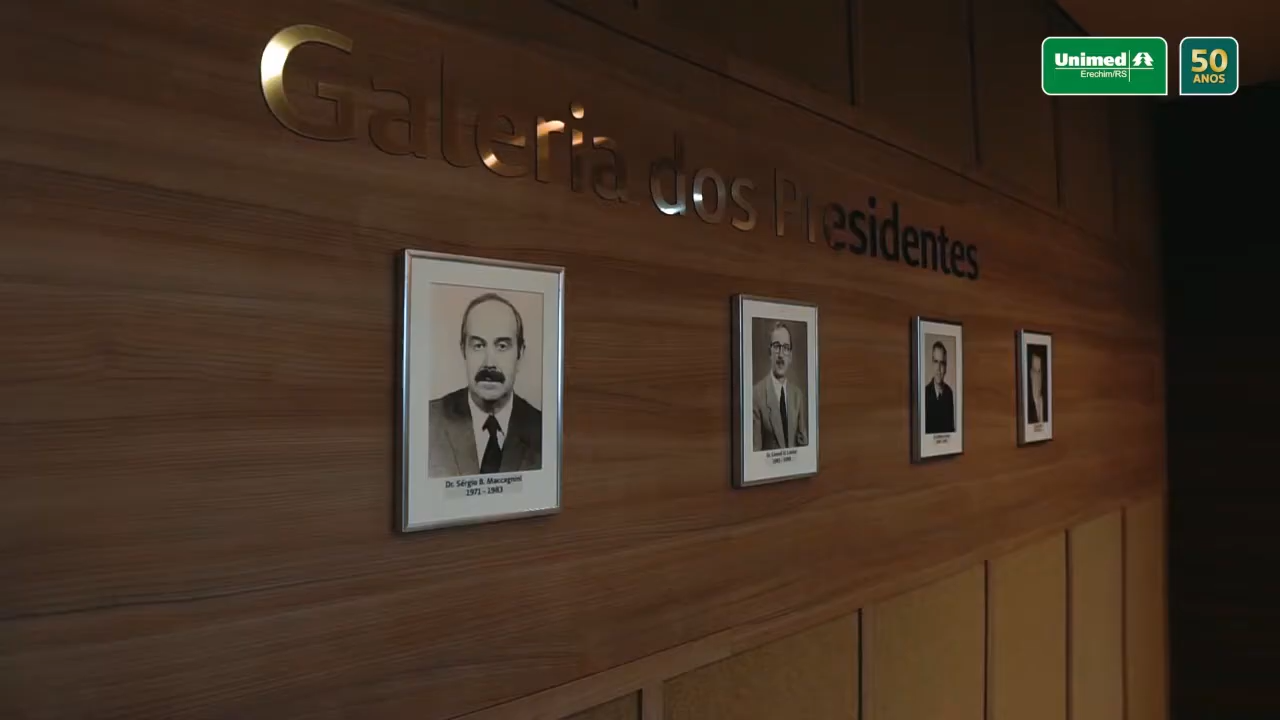 Unimed
Erechim/RS
50
ANOS
Galeria dos Presidentes
Dr. Sérgio B. Maccagnini
1971 - 1983